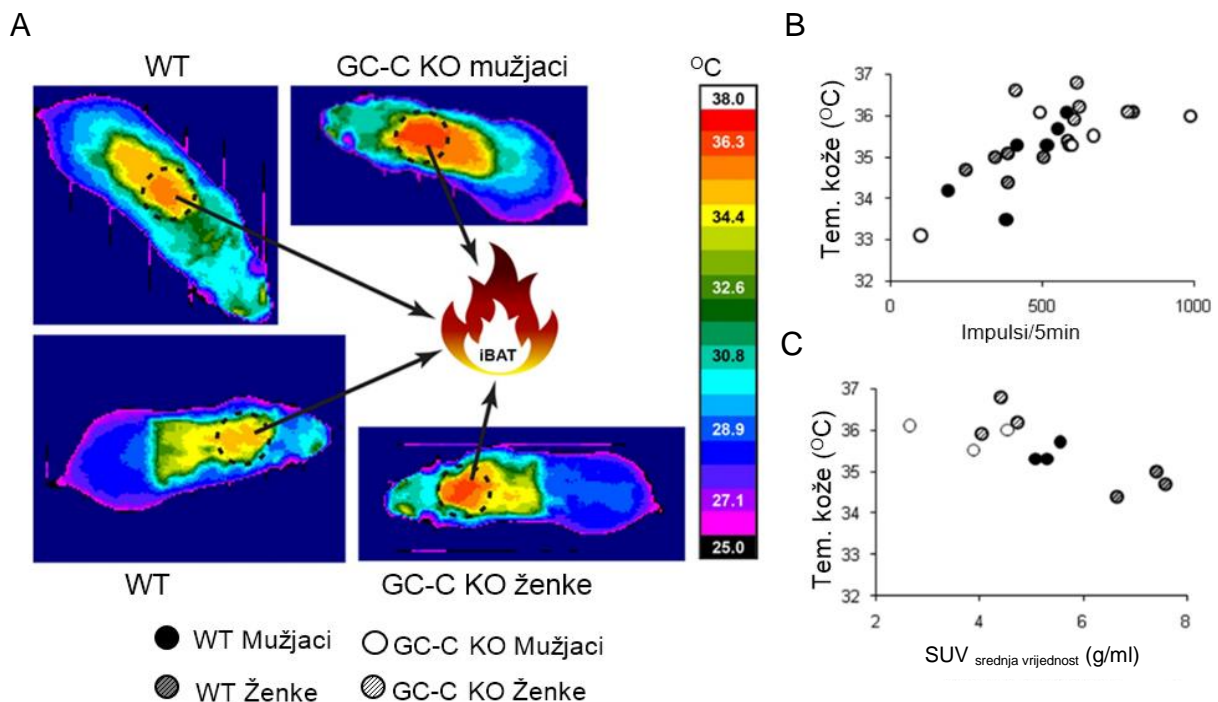 A
WT
GC-C KO mužjaci
iBAT
WT
GC-C KO ženke
OC
38.0
36.3
34.4
32.6
30.8
28.9
27.1
25.0
WT Mužjaci
GC-C KO Mužjaci
WT Ženke
GC-C KO Ženke
B
Tem. kože (OC)
37
36
35
34
33
32
0
500
1000
Impulsi/5min
C
Tem. kože (OC)
37
36
35
34
33
32
2
4
6
8
SUV srednja vrijednost (g/ml)